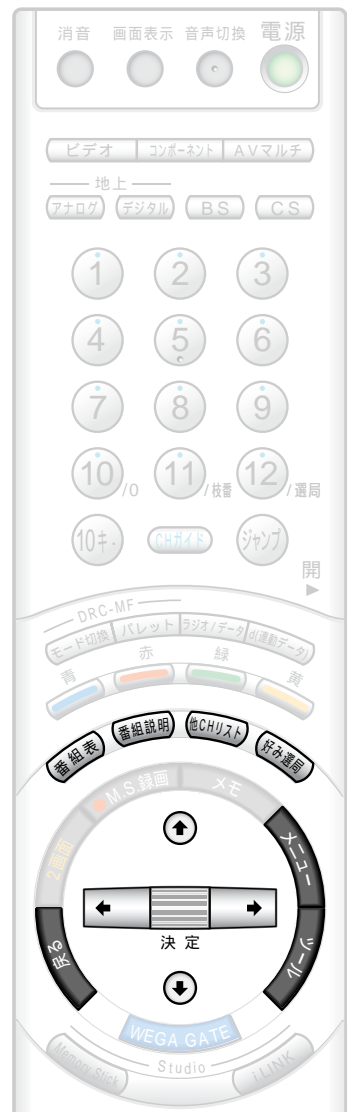 消音 画面表示 音声切換 電源
ビデオ コンポーネント AVマルチ
地上
アナログ デジタル BS CS
1 2 3
4 5 6
7 8 9
10 /0 11 /枝番 12 /選局
10キー CHガイド ジャンプ
開
DRC-MF
モード切換 パレット ラジオ/データ d(連動データ)
青 赤 緑 黄
番組表 番組説明 他CHリスト 好み選局
2画面 M.S.録画 メモ メニュー
戻る 決定 ツール
WEGA GATE
Memory Stick Studio i.LINK